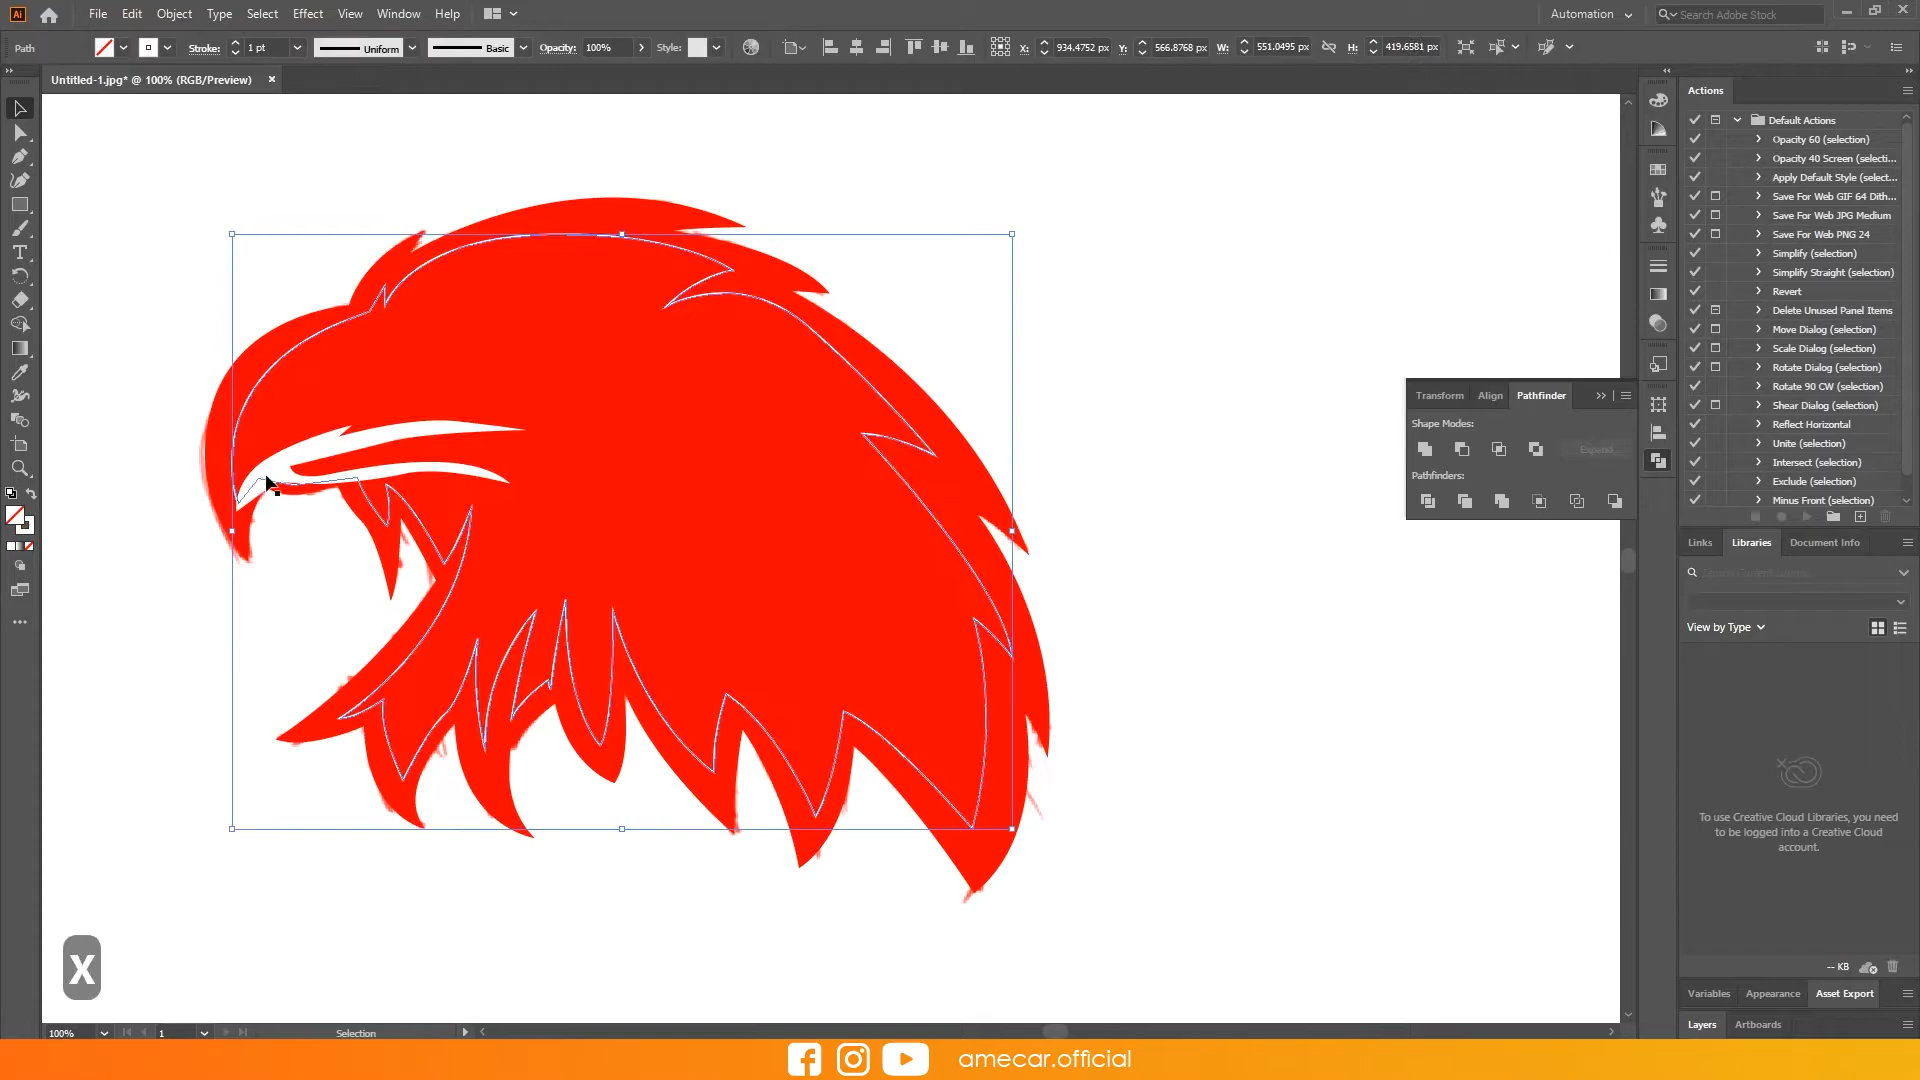 Ai File Edit Object Type Select Effect View Window Help Automation Search Adobe Stock
Path Stroke: 1 pt Uniform Basic Opacity: 100% Style: X: 934.4752 px Y: 566.8768 px W: 551.0495 px H: 419.6581 px
Untitled-1.jpg* @ 100% (RGB/Preview)
Actions
Default Actions
Opacity 60 (selection)
Opacity 40 Screen (selecti...
Apply Default Style (select...
Save For Web GIF 64 Dith...
Save For Web JPG Medium
Save For Web PNG 24
Simplify (selection)
Simplify Straight (selection)
Revert
Delete Unused Panel Items
Move Dialog (selection)
Scale Dialog (selection)
Rotate Dialog (selection)
Rotate 90 CW (selection)
Shear Dialog (selection)
Reflect Horizontal
Unite (selection)
Intersect (selection)
Exclude (selection)
Minus Front (selection)
Transform Align Pathfinder
Shape Modes:
Expand
Pathfinders:
Links Libraries Document Info
View by Type
To use Creative Cloud Libraries, you need
to be logged into a Creative Cloud
account.
-- KB
Variables Appearance Asset Export
Layers Artboards
X
100% 1 Selection
amecar.official